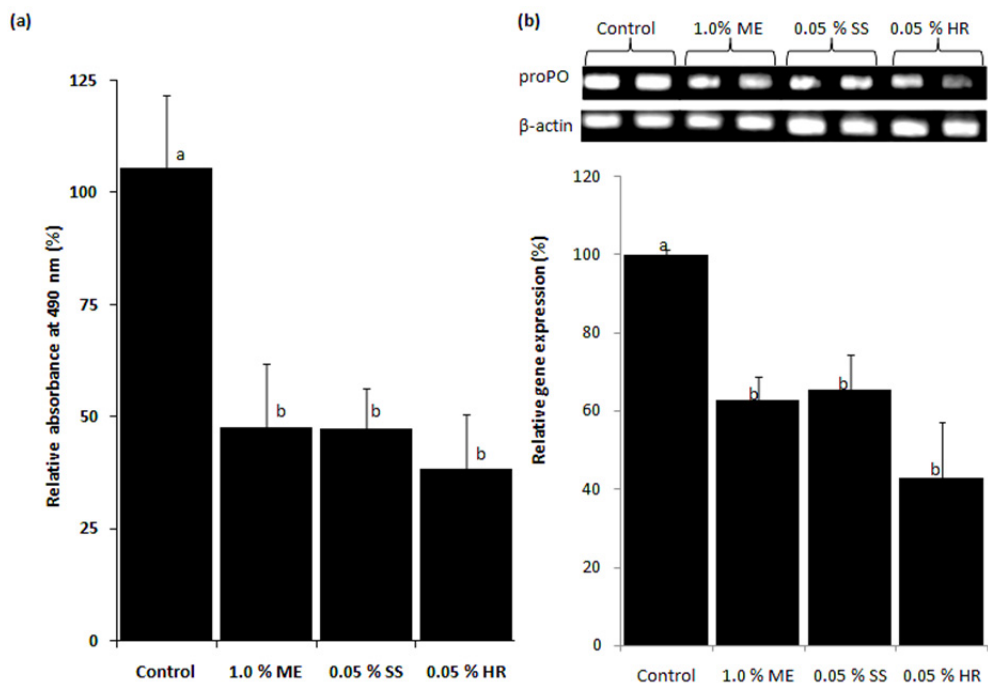 (a)
125
100
75
50
25
0
Relative absorbance at 490 nm (%)
a
b
b
b
Control
1.0 % ME
0.05 % SS
0.05 % HR
(b)
Control
1.0% ME
0.05 % SS
0.05 % HR
proPO
β-actin
120
100
80
60
40
20
0
Relative gene expression (%)
a
b
b
b
Control
1.0 % ME
0.05 % SS
0.05 % HR